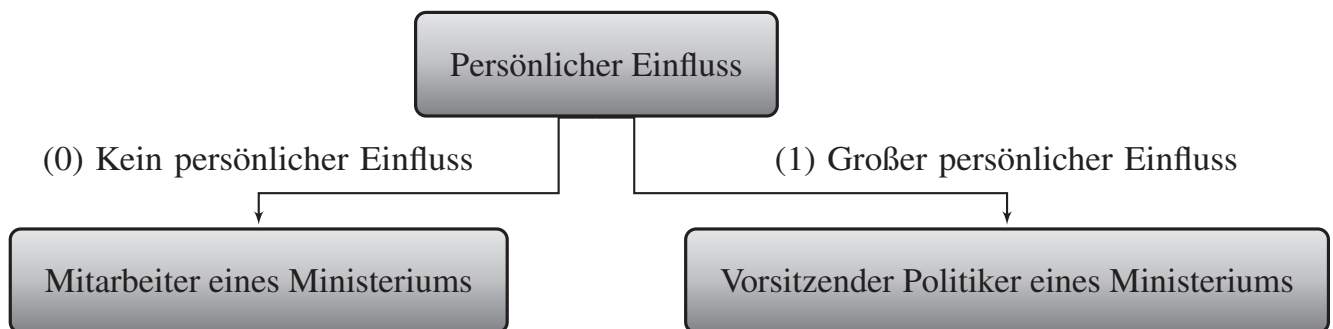 Persönlicher Einfluss
(0) Kein persönlicher Einfluss
(1) Großer persönlicher Einfluss
Mitarbeiter eines Ministeriums
Vorsitzender Politiker eines Ministeriums